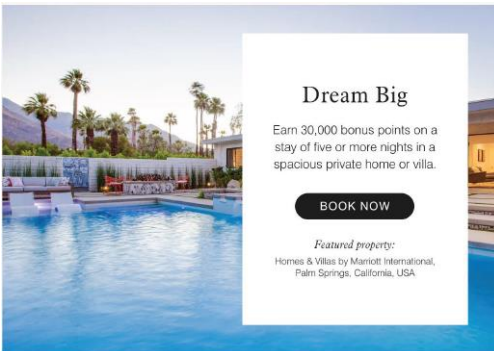 Dream Big
Earn 30,000 bonus points on a
stay of five or more nights in a
spacious private home or villa.
BOOK NOW
Featured property:
Homes & Villas by Marriott International,
Palm Springs, California, USA